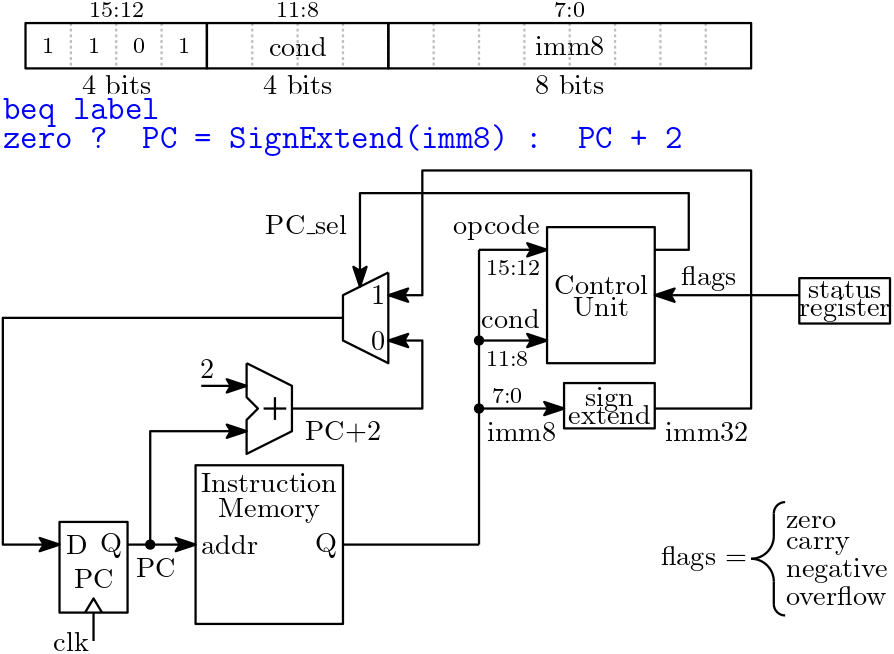 15:12 11:8 7:0
1 1 0 1 cond imm8
4 bits 4 bits 8 bits
beq label
zero ? PC = SignExtend(imm8) : PC + 2
PC_sel
opcode
15:12
Control
Unit
flags
status
register
1
0
cond
11:8
2
+
PC+2
7:0
imm8
sign
extend
imm32
Instruction
Memory
addr Q
D Q
PC
PC
clk
flags =
zero
carry
negative
overflow